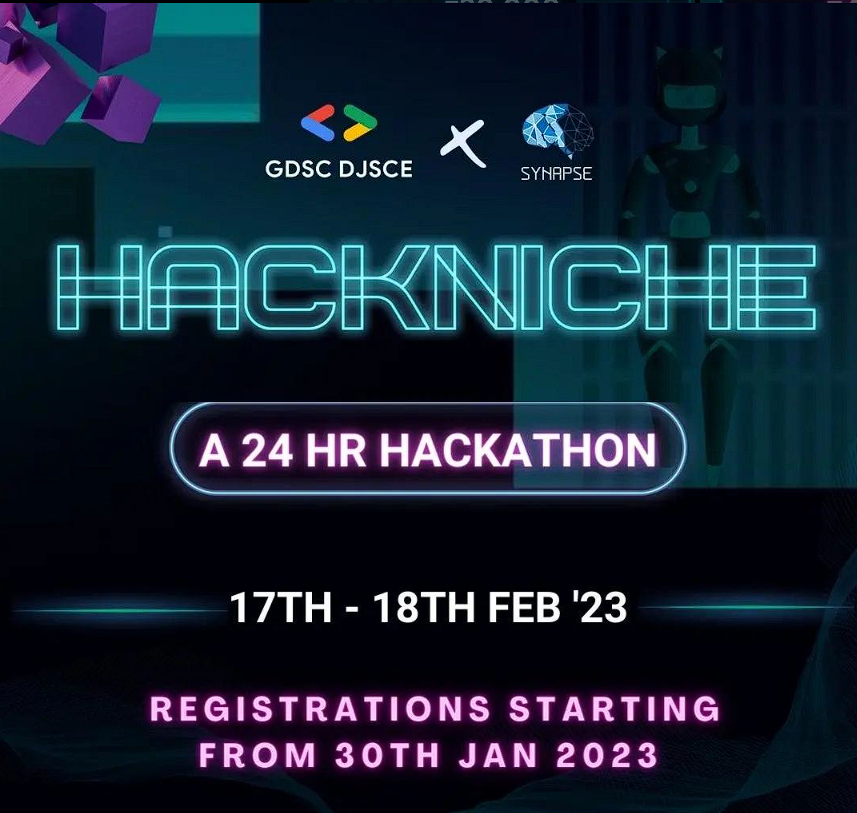 GDSC DJSCE X SYNAPSE
HACKNICHE
A 24 HR HACKATHON
17TH - 18TH FEB '23
REGISTRATIONS STARTING
FROM 30TH JAN 2023